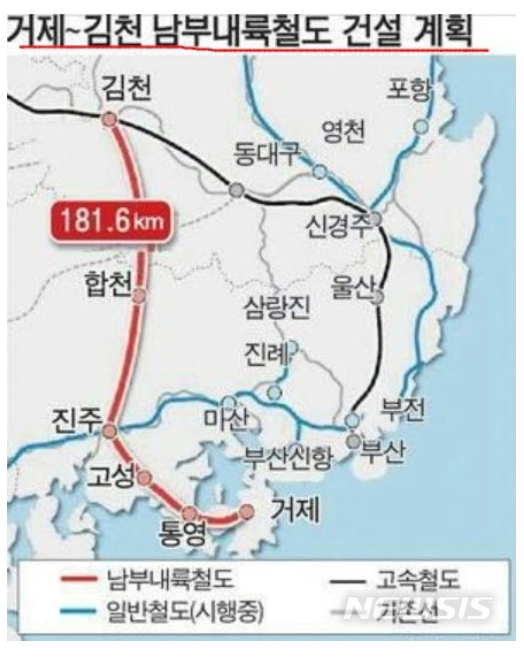 거제~김천 남부내륙철도 건설 계획
김천
포항
영천
동대구
181.6km
신경주
합천
울산
삼랑진
진례
진주
마산
부전
부산신항
부산
고성
거제
통영
남부내륙철도
고속철도
일반철도(시행중)
기존선
NEWSIS